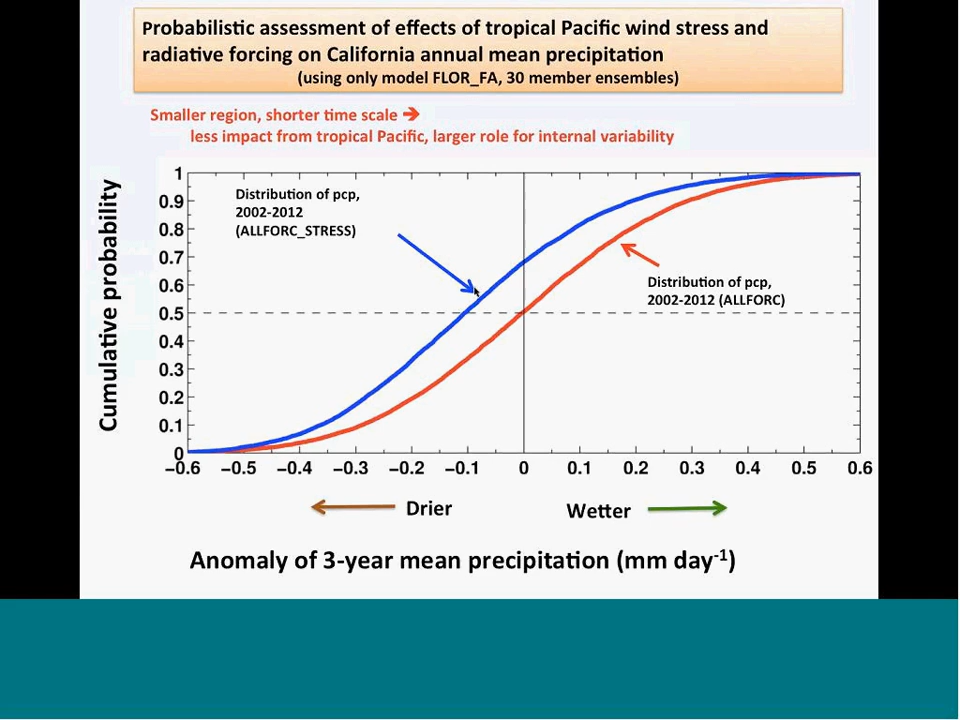 Probabilistic assessment of effects of tropical Pacific wind stress and
radiative forcing on California annual mean precipitation
(using only model FLOR_FA, 30 member ensembles)
Smaller region, shorter time scale ➔
less impact from tropical Pacific, larger role for internal variability
Cumulative probability
1
0.9
0.8
0.7
0.6
0.5
0.4
0.3
0.2
0.1
0
Distribution of pcp,
2002-2012
(ALLFORC_STRESS)
Distribution of pcp,
2002-2012 (ALLFORC)
−0.6 −0.5 −0.4 −0.3 −0.2 −0.1 0 0.1 0.2 0.3 0.4 0.5 0.6
Drier Wetter
Anomaly of 3-year mean precipitation (mm day-1)